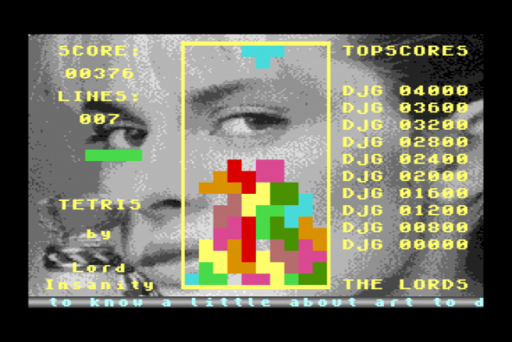 SCORE:
00376
LINES:
007
TETRIS
by
Lord
Insanity
TOPSCORES
DJG 04000
DJG 03600
DJG 03200
DJG 02800
DJG 02400
DJG 02000
DJG 01600
DJG 01200
DJG 00800
DJG 00000
THE LORDS
to know a little about art to d